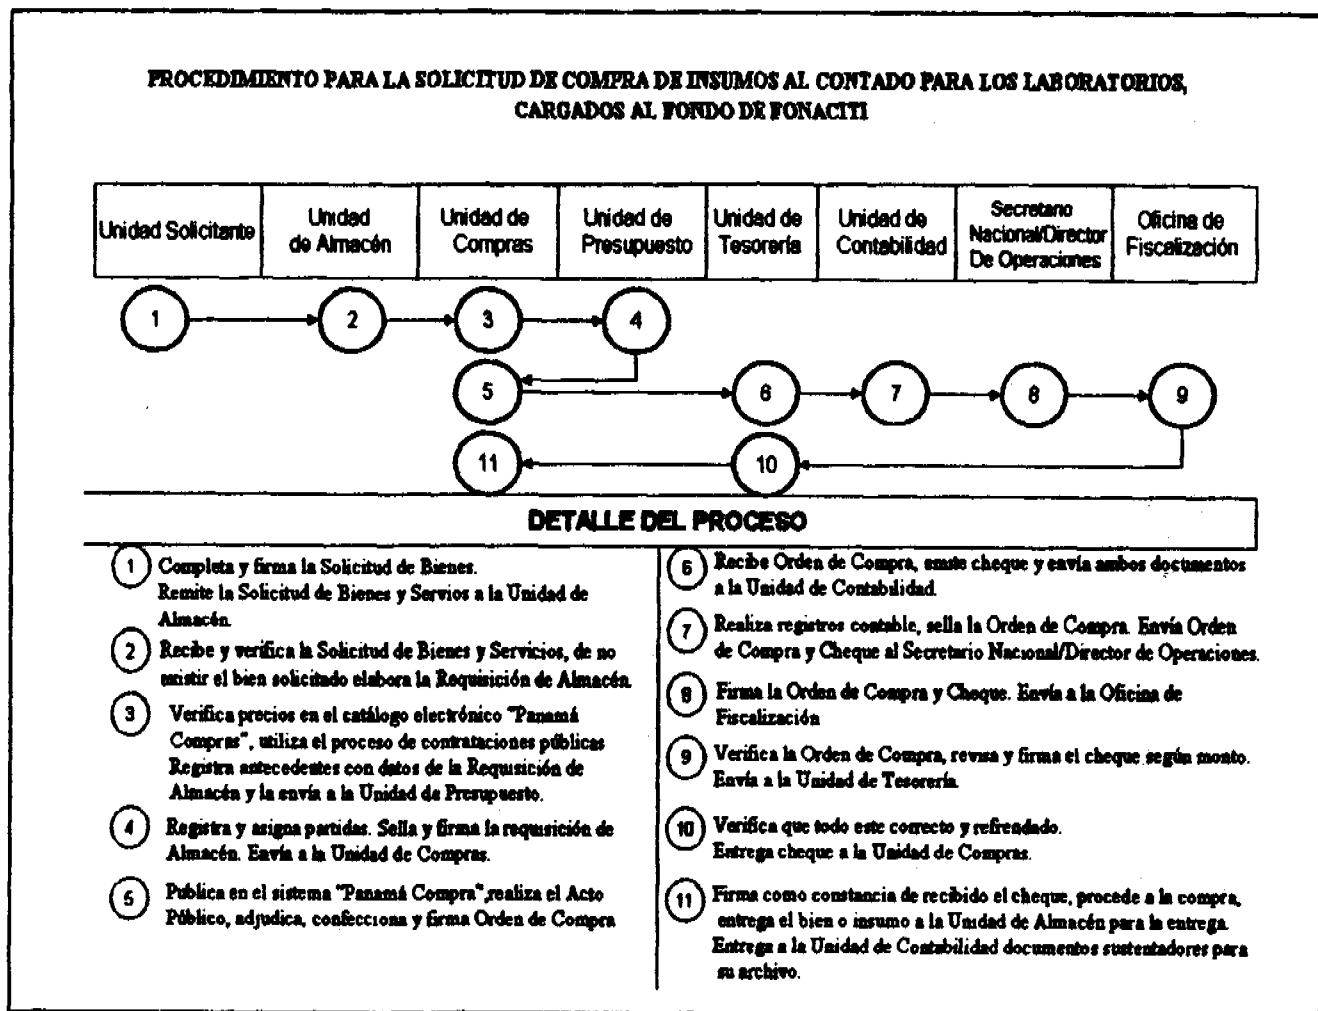 PROCEDIMIENTO PARA LA SOLICITUD DE COMPRA DE INSUMOS AL CONTADO PARA LOS LABORATORIOS,
CARGADOS AL FONDO DE FONACITI
Unidad Solicitante
Unidad
de Almacén
Unidad de
Compras
Unidad de
Presupuesto
Unidad de
Tesorería
Unidad de
Contabilidad
Secretario
Nacional/Director
De Operaciones
Oficina de
Fiscalización
1
2
3
4
5
6
7
8
9
11
10
DETALLE DEL PROCESO
1 Completa y firma la Solicitud de Bienes.
Remite la Solicitud de Bienes y Servios a la Unidad de
Almacén.
2 Recibe y verifica la Solicitud de Bienes y Servicios, de no
existir el bien solicitado elabora la Requisición de Almacén.
3 Verifica precios en el catálogo electrónico "Panamá
Compras", utiliza el proceso de contrataciones públicas
Registra antecedentes con datos de la Requisición de
Almacén y la envía a la Unidad de Presupuesto.
4 Registra y asigna partidas. Sella y firma la requisición de
Almacén. Envía a la Unidad de Compras.
5 Publica en el sistema "Panamá Compra", realiza el Acto
Público, adjudica, confecciona y firma Orden de Compra
6 Recibe Orden de Compra, emite cheque y envía ambos documentos
a la Unidad de Contabilidad.
7 Realiza registros contable, sella la Orden de Compra. Envía Orden
de Compra y Cheque al Secretario Nacional/Director de Operaciones.
8 Firma la Orden de Compra y Cheque. Envía a la Oficina de
Fiscalización
9 Verifica la Orden de Compra, revisa y firma el cheque según monto.
Envía a la Unidad de Tesorería.
10 Verifica que todo este correcto y refrendado.
Entrega cheque a la Unidad de Compras.
11 Firma como constancia de recibido el cheque, procede a la compra,
entrega el bien o insumo a la Unidad de Almacén para la entrega.
Entrega a la Unidad de Contabilidad documentos sustentadores para
su archivo.